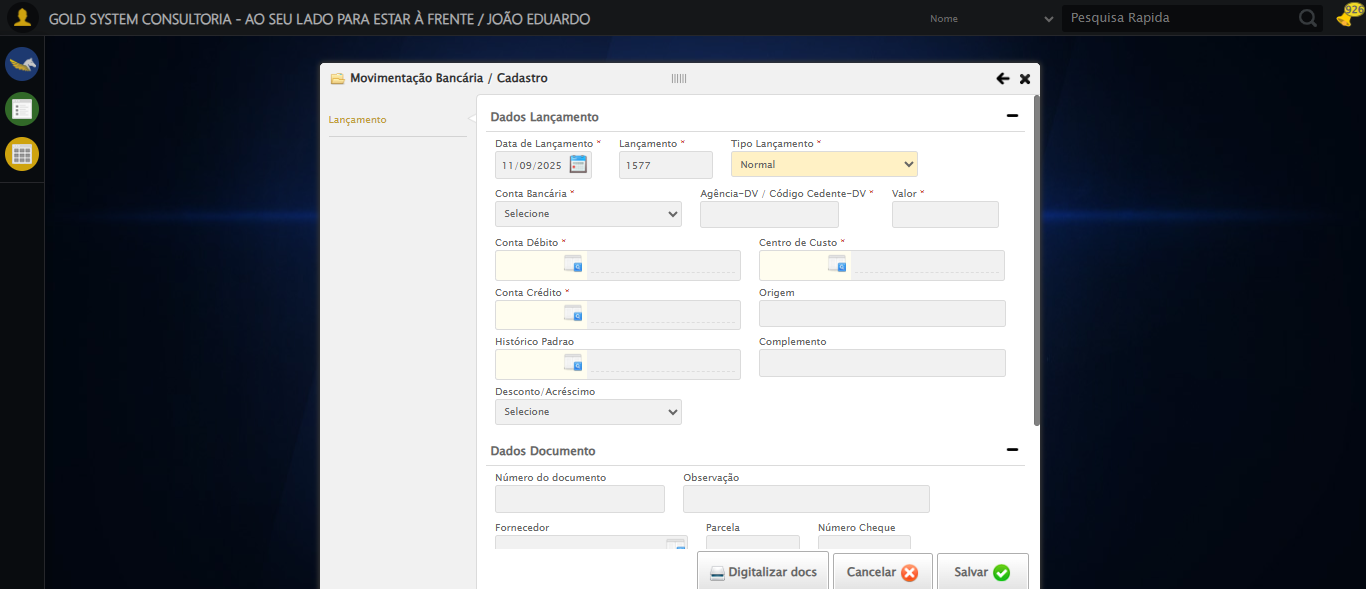 GOLD SYSTEM CONSULTORIA - AO SEU LADO PARA ESTAR À FRENTE / JOÃO EDUARDO
Nome
Pesquisa Rapida
926
Movimentação Bancária / Cadastro
Lançamento
Dados Lançamento
Data de Lançamento * Lançamento * Tipo Lançamento *
11/09/2025 1577 Normal
Conta Bancária * Agência-DV / Código Cedente-DV * Valor *
Selecione
Conta Débito * Centro de Custo *
Conta Crédito * Origem
Histórico Padrao Complemento
Desconto/Acréscimo
Selecione
Dados Documento
Número do documento Observação
Fornecedor Parcela Número Cheque
Digitalizar docs Cancelar Salvar